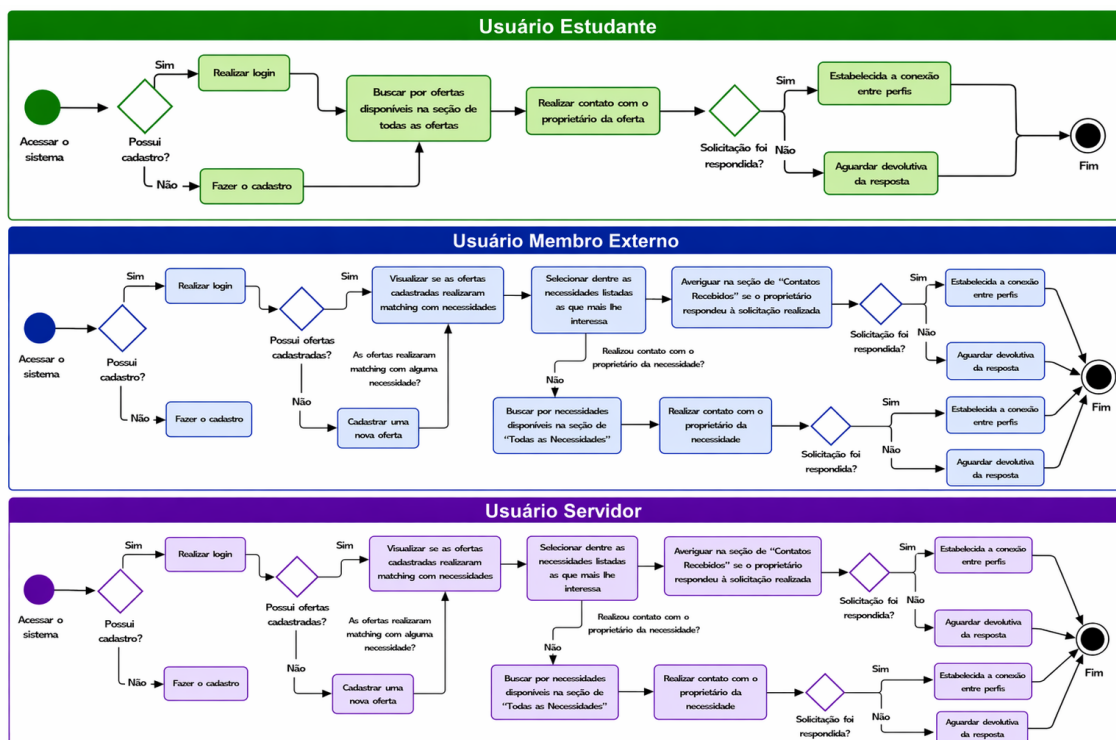 Usuário Estudante
Acessar o
sistema
Possui
cadastro?
Sim
Não
Realizar login
Fazer o cadastro
Buscar por ofertas
disponíveis na seção de
todas as ofertas
Realizar contato com o
proprietário da oferta
Solicitação foi
respondida?
Sim
Não
Estabelecida a conexão
entre perfis
Aguardar devolutiva
da resposta
Fim
Usuário Membro Externo
Acessar o
sistema
Possui
cadastro?
Sim
Não
Realizar login
Fazer o cadastro
Possui ofertas
cadastradas?
Sim
Não
Visualizar se as ofertas
cadastradas realizaram
matching com necessidades
As ofertas realizaram
matching com alguma
necessidade?
Cadastrar uma
nova oferta
Selecionar dentre as
necessidades listadas
as que mais lhe
interessa
Realizou contato com o
proprietário da necessidade?
Não
Averiguar na seção de “Contatos
Recebidos” se o proprietário
respondeu à solicitação realizada
Solicitação foi
respondida?
Sim
Não
Estabelecida a conexão
entre perfis
Aguardar devolutiva
da resposta
Buscar por necessidades
disponíveis na seção de
“Todas as Necessidades”
Realizar contato com o
proprietário da
necessidade
Solicitação foi
respondida?
Sim
Não
Estabelecida a conexão
entre perfis
Aguardar devolutiva
da resposta
Fim
Usuário Servidor
Acessar o
sistema
Possui
cadastro?
Sim
Não
Realizar login
Fazer o cadastro
Possui ofertas
cadastradas?
Sim
Não
Visualizar se as ofertas
cadastradas realizaram
matching com necessidades
As ofertas realizaram
matching com alguma
necessidade?
Cadastrar uma
nova oferta
Selecionar dentre as
necessidades listadas
as que mais lhe
interessa
Realizou contato com o
proprietário da necessidade?
Não
Averiguar na seção de “Contatos
Recebidos” se o proprietário
respondeu à solicitação realizada
Solicitação foi
respondida?
Sim
Não
Estabelecida a conexão
entre perfis
Aguardar devolutiva
da resposta
Buscar por necessidades
disponíveis na seção de
“Todas as Necessidades”
Realizar contato com o
proprietário da
necessidade
Solicitação foi
respondida?
Sim
Não
Estabelecida a conexão
entre perfis
Aguardar devolutiva
da resposta
Fim